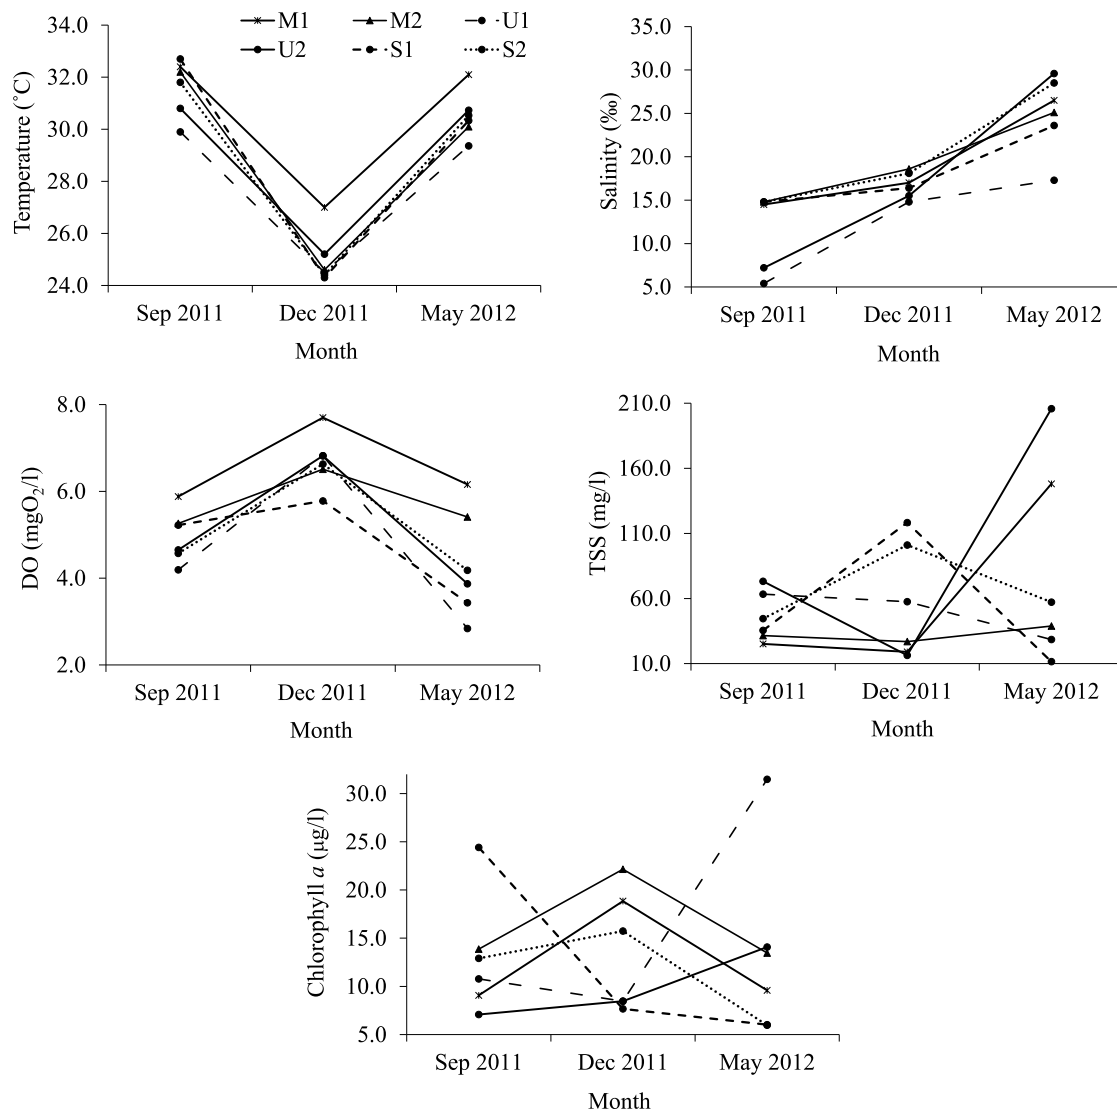 M1 M2 U1
U2 S1 S2
Temperature (˚C)
34.0
32.0
30.0
28.0
26.0
24.0
Sep 2011 Dec 2011 May 2012
Month
Salinity (‰)
35.0
30.0
25.0
20.0
15.0
10.0
5.0
Sep 2011 Dec 2011 May 2012
Month
DO (mgO₂/l)
8.0
6.0
4.0
2.0
Sep 2011 Dec 2011 May 2012
Month
TSS (mg/l)
210.0
160.0
110.0
60.0
10.0
Sep 2011 Dec 2011 May 2012
Month
Chlorophyll a (µg/l)
30.0
25.0
20.0
15.0
10.0
5.0
Sep 2011 Dec 2011 May 2012
Month